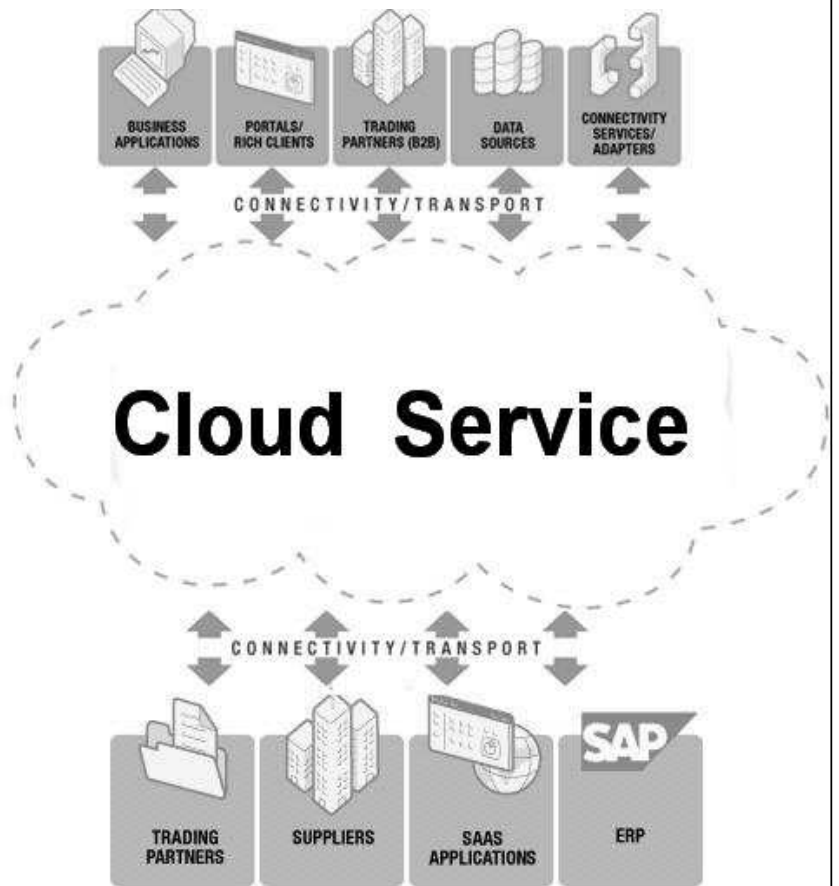 BUSINESS
APPLICATIONS
PORTALS/
RICH CLIENTS
TRADING
PARTNERS (B2B)
DATA
SOURCES
CONNECTIVITY
SERVICES/
ADAPTERS
CONNECTIVITY/TRANSPORT
Cloud Service
CONNECTIVITY/TRANSPORT
TRADING
PARTNERS
SUPPLIERS
SAAS
APPLICATIONS
SAP
ERP